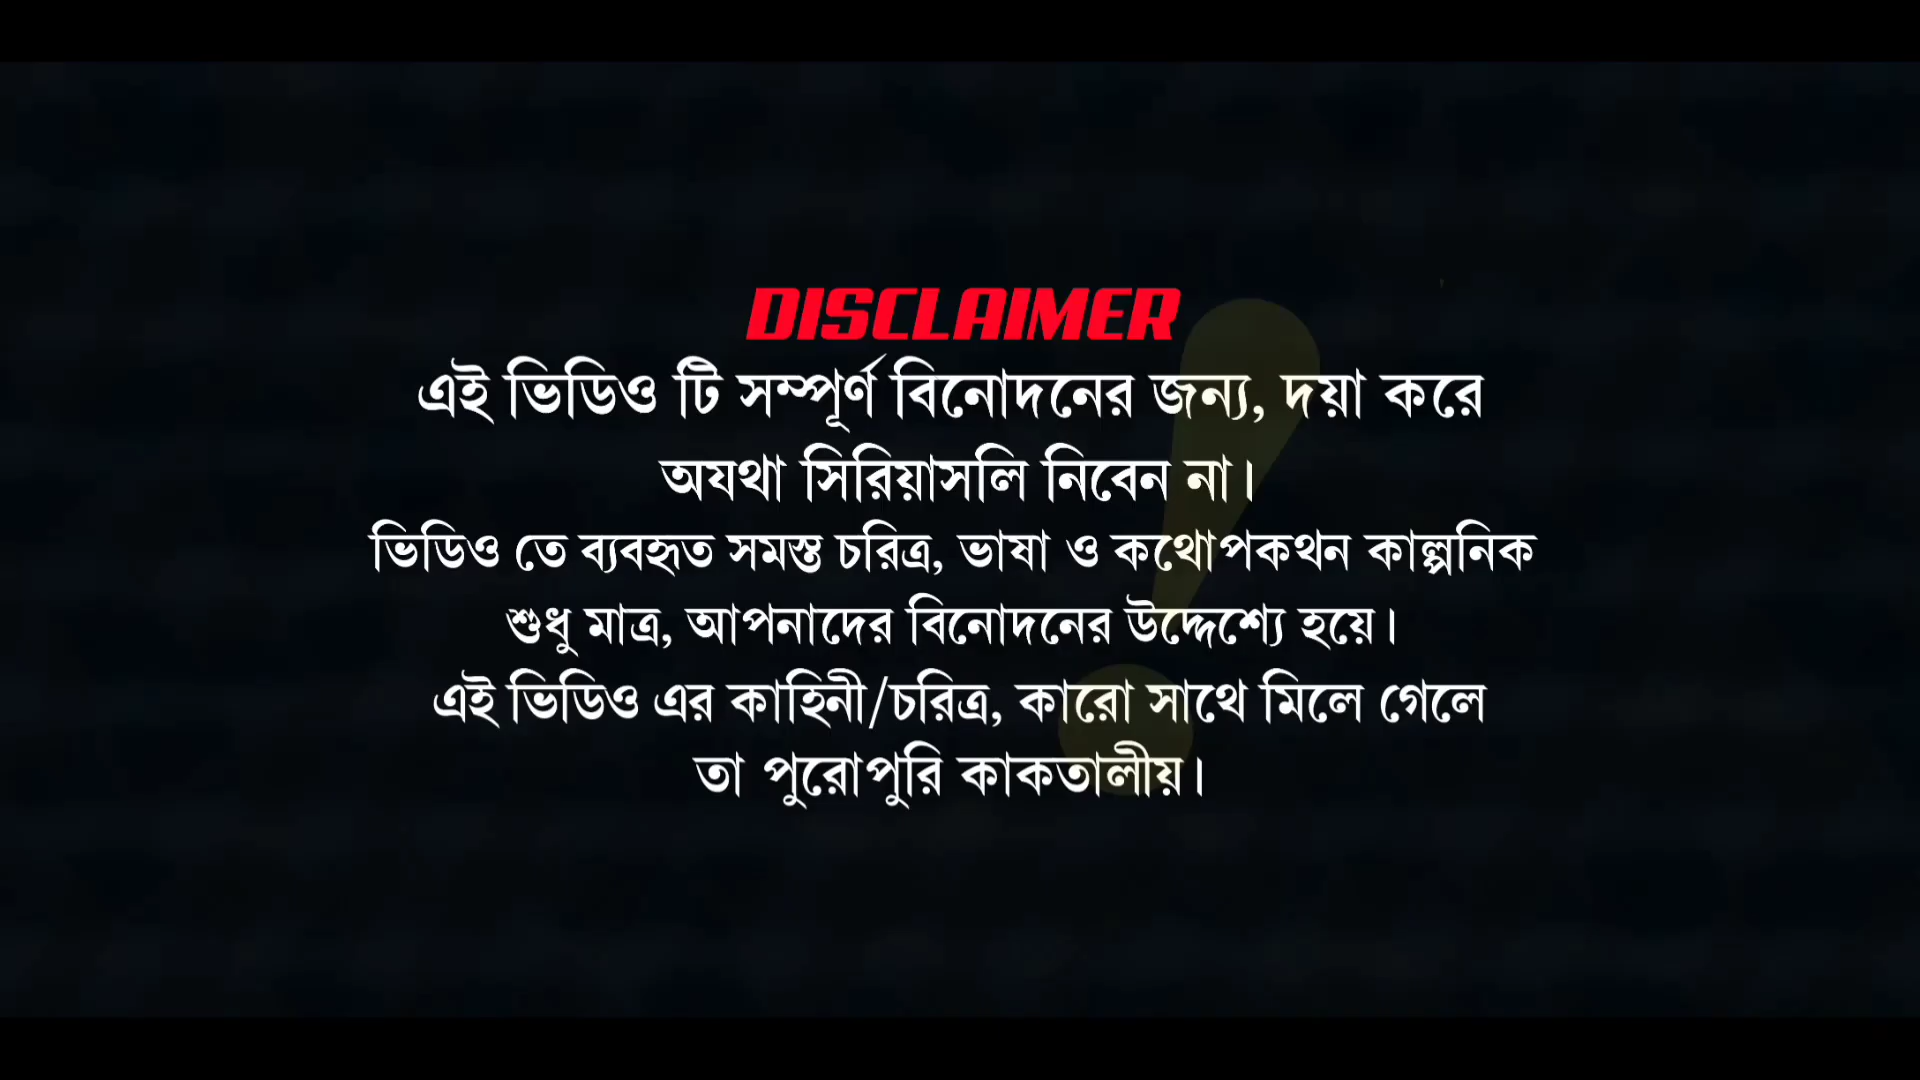 DISCLAIMER
এই ভিডিও টি সম্পূর্ণ বিনোদনের জন্য, দয়া করে
অযথা সিরিয়াসলি নিবেন না।
ভিডিও তে ব্যবহৃত সমস্ত চরিত্র, ভাষা ও কথোপকথন কাল্পনিক
শুধু মাত্র, আপনাদের বিনোদনের উদ্দেশ্যে হয়ে।
এই ভিডিও এর কাহিনী/চরিত্র, কারো সাথে মিলে গেলে
তা পুরোপুরি কাকতালীয়।